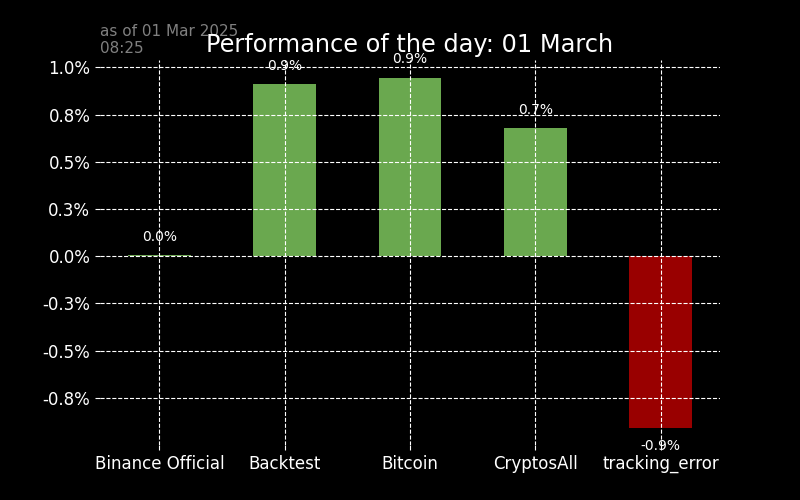 as of 01 Mar 2025
08:25
Performance of the day: 01 March
1.0%
0.8%
0.5%
0.3%
0.0%
-0.3%
-0.5%
-0.8%
0.0%
0.9%
0.9%
0.7%
-0.9%
Binance Official
Backtest
Bitcoin
CryptosAll
tracking_error